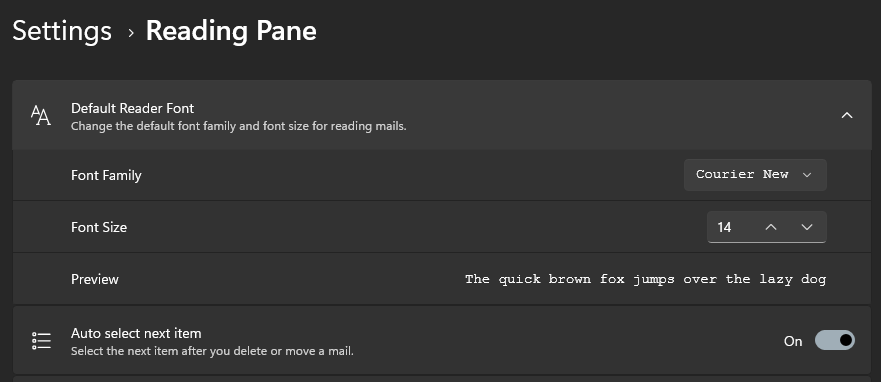 Settings › Reading Pane
Default Reader Font
Change the default font family and font size for reading mails.
Font Family
Courier New
Font Size
14
Preview
The quick brown fox jumps over the lazy dog
Auto select next item
Select the next item after you delete or move a mail.
On